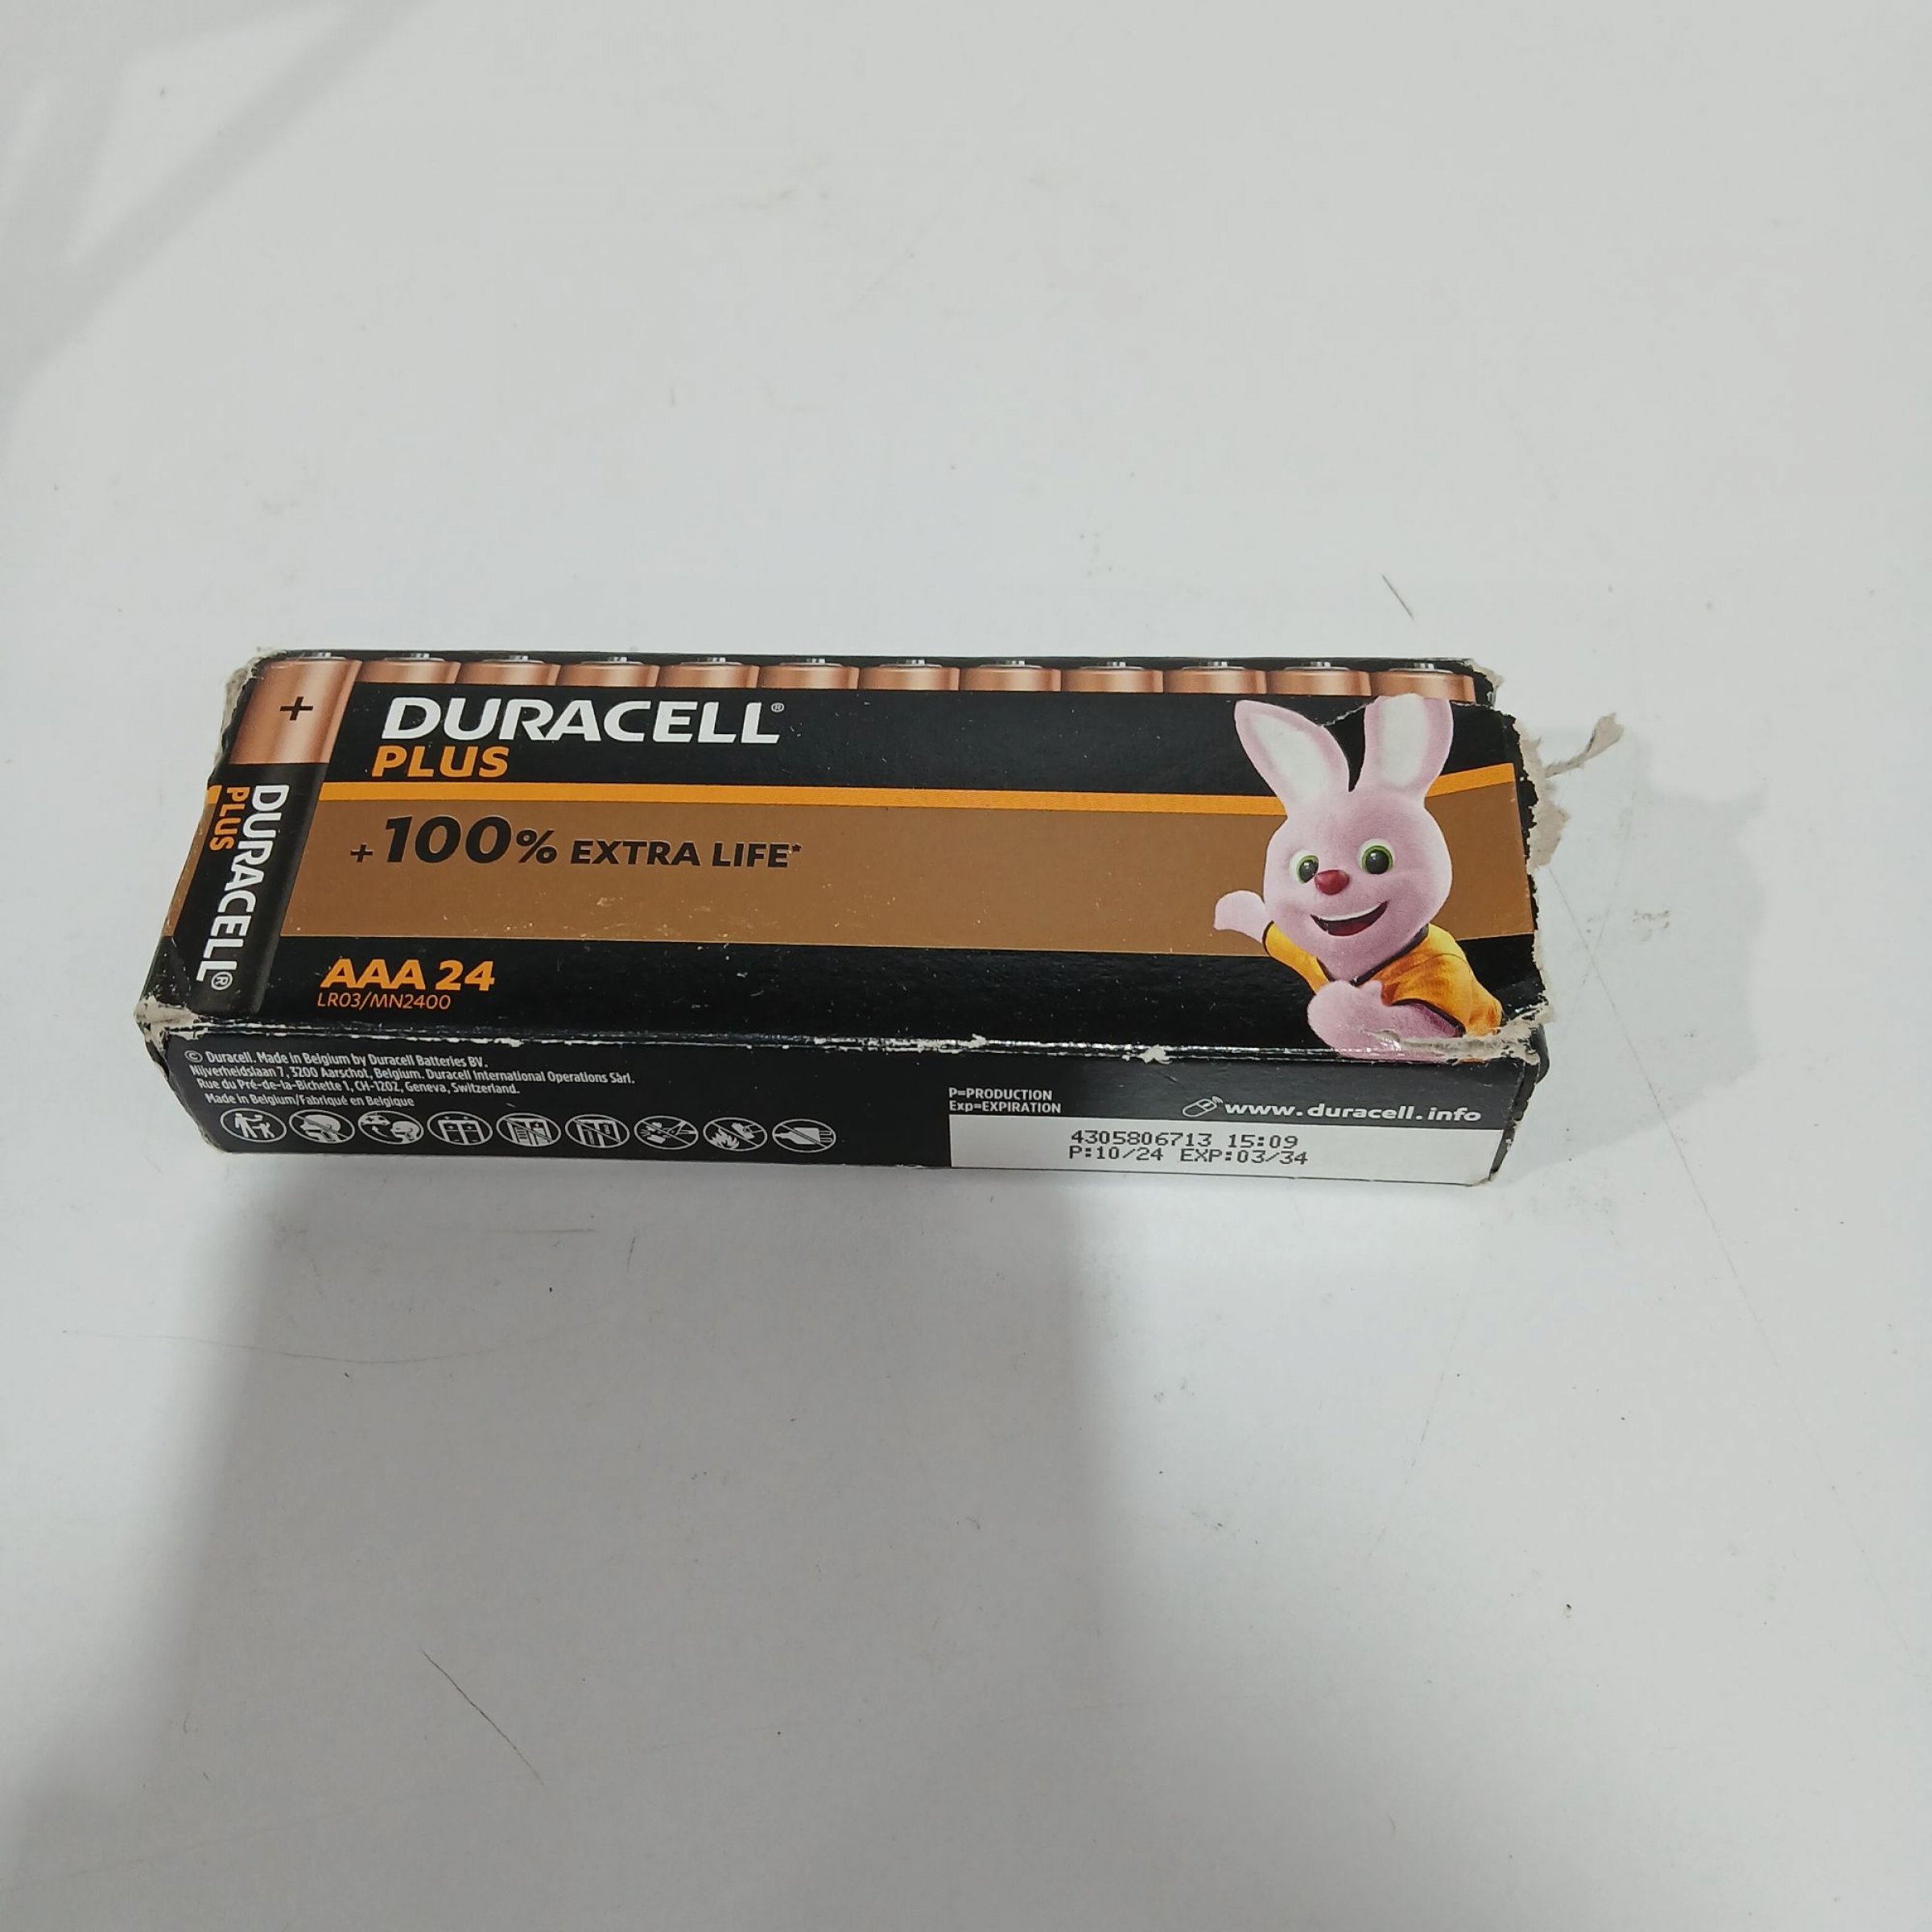 +
DURACELL®
PLUS
DURACELL®
PLUS
+100% EXTRA LIFE*
AAA 24
LR03/MN2400
© Duracell. Made in Belgium by Duracell Batteries BV.
Nijverheidslaan 7, 3200 Aarschot, Belgium. Duracell International Operations Sàrl.
Rue du Pré-de-la-Bichette 1, CH-1202, Geneva, Switzerland.
Made in Belgium/Fabriqué en Belgique
P=PRODUCTION
Exp=EXPIRATION
www.duracell.info
4305806713 15:09
P:10/24 EXP:03/34